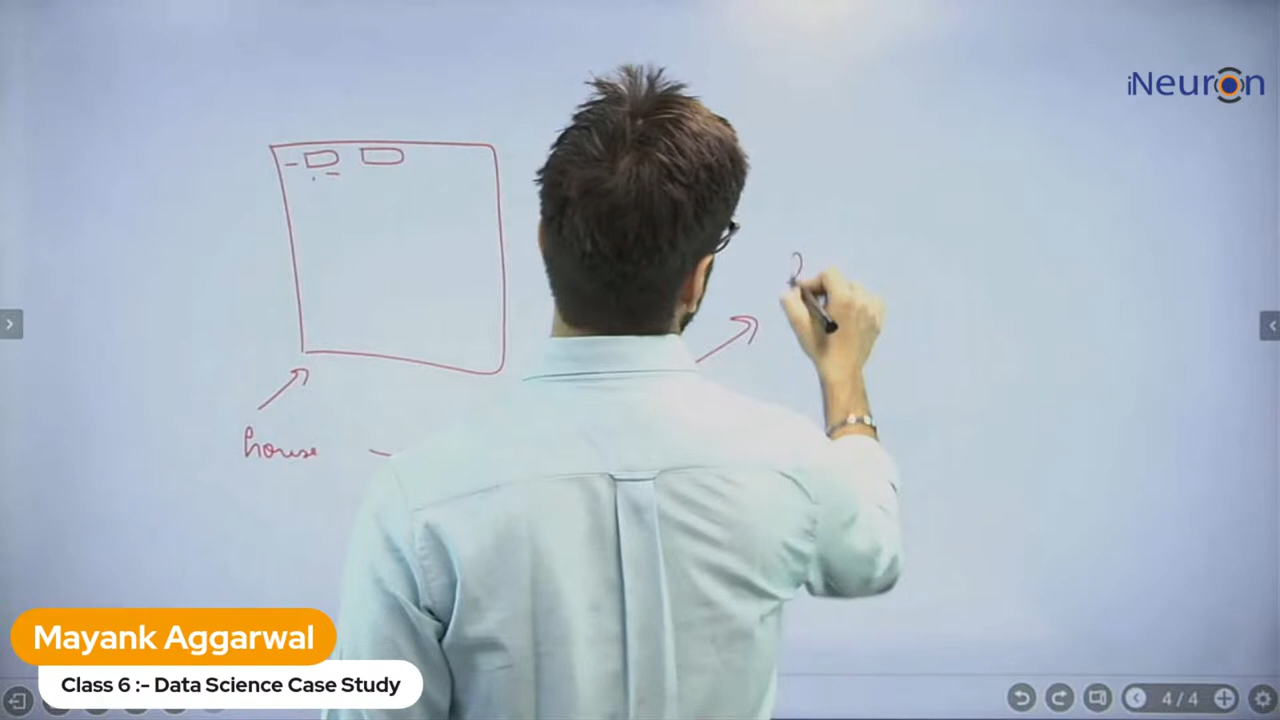 iNeuron
house
Mayank Aggarwal
Class 6 :- Data Science Case Study
4 / 4